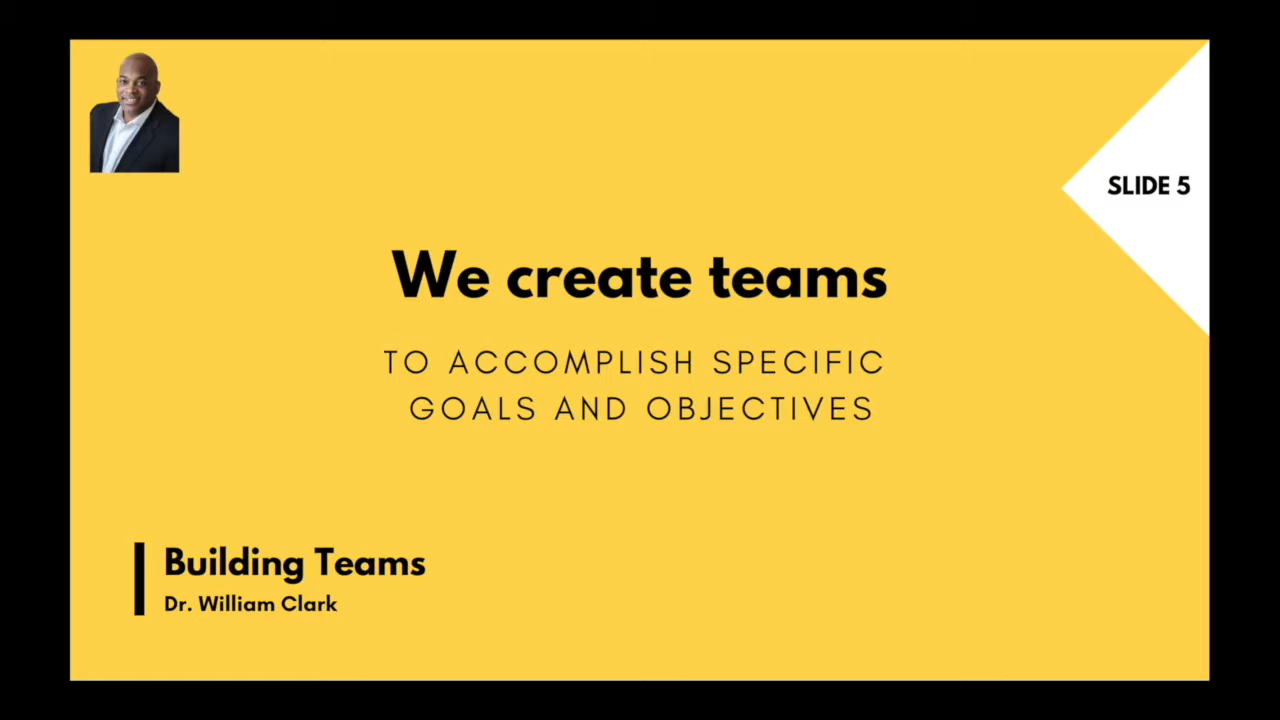 SLIDE 5
We create teams
TO ACCOMPLISH SPECIFIC
GOALS AND OBJECTIVES
Building Teams
Dr. William Clark